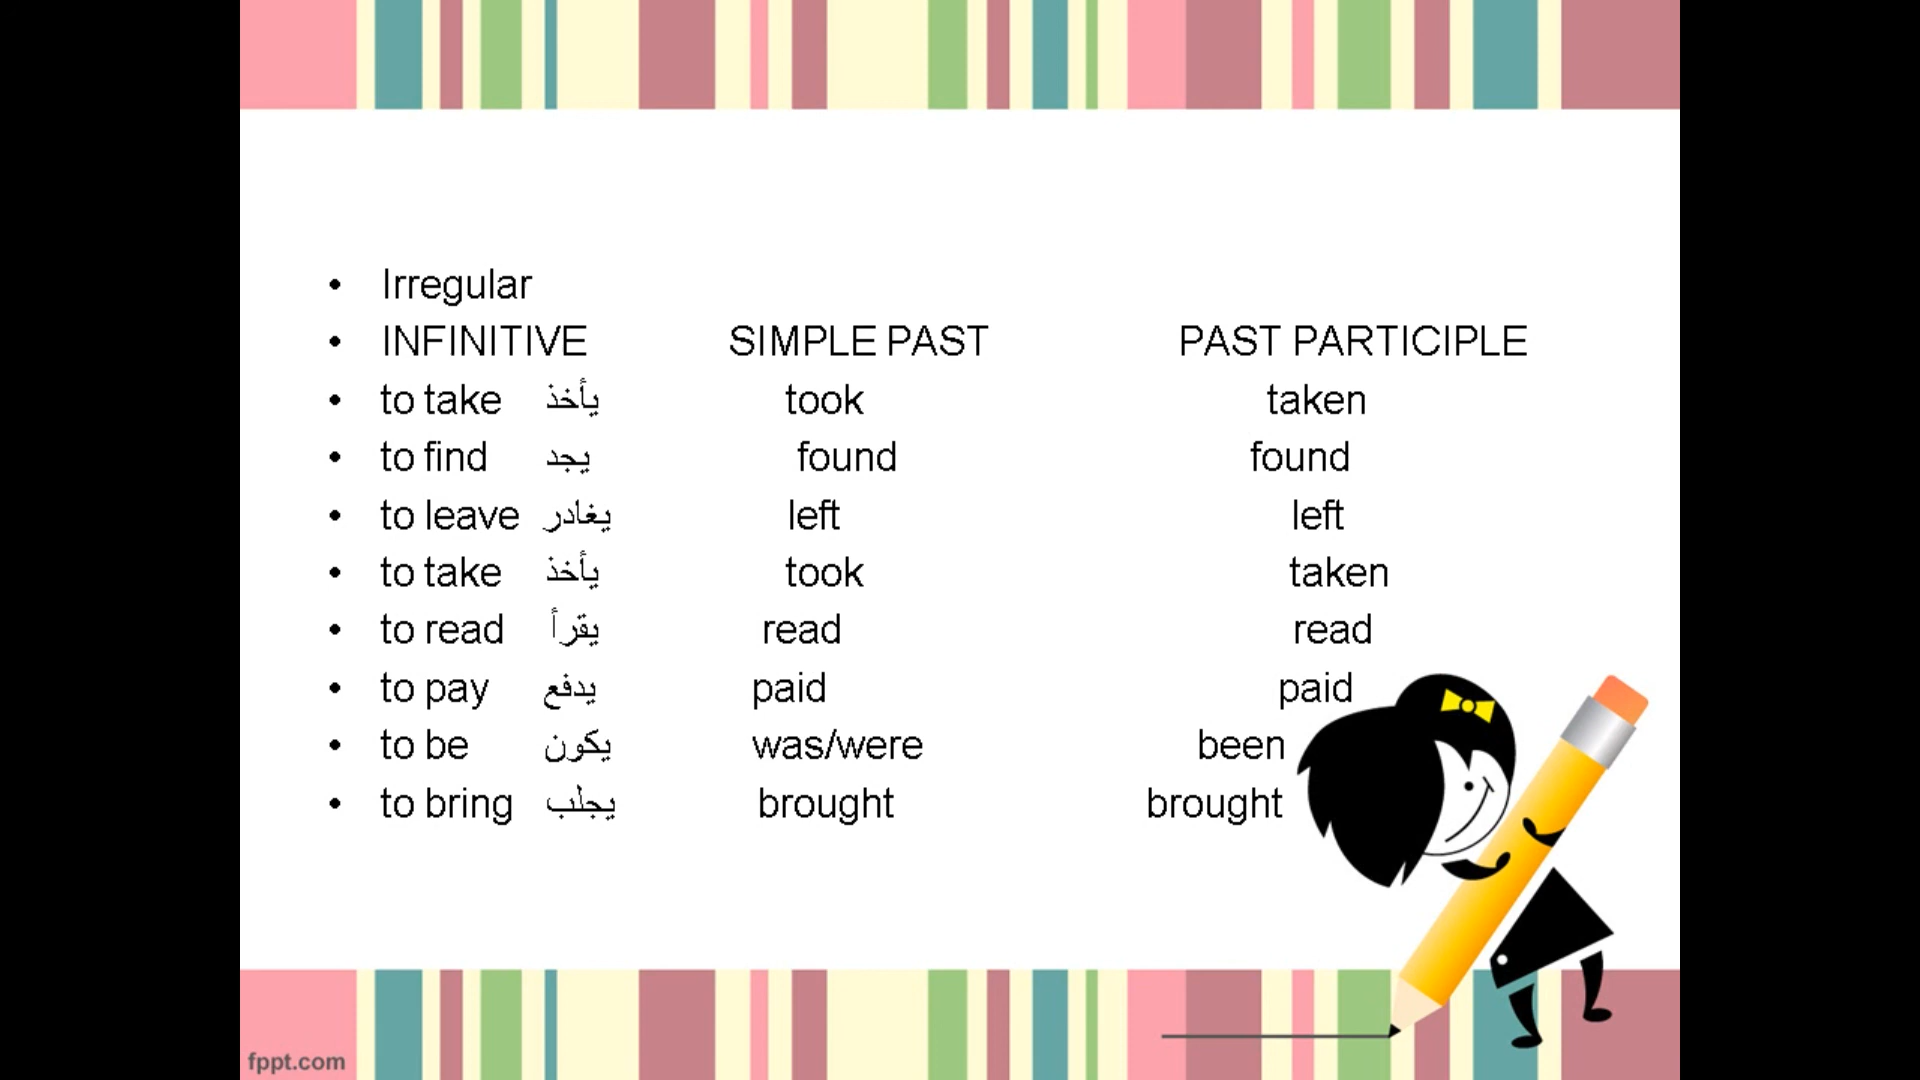 • Irregular
• INFINITIVE SIMPLE PAST PAST PARTICIPLE
• to take يأخذ took taken
• to find يجد found found
• to leave يغادر left left
• to take يأخذ took taken
• to read يقرأ read read
• to pay يدفع paid paid
• to be يكون was/were been
• to bring يجلب brought brought
fppt.com